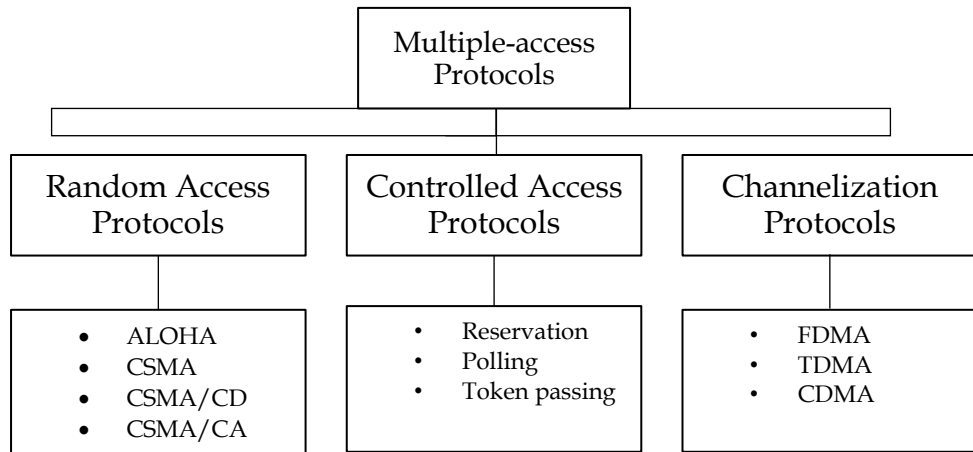 Multiple-access
Protocols
Random Access
Protocols
Controlled Access
Protocols
Channelization
Protocols
• ALOHA
• CSMA
• CSMA/CD
• CSMA/CA
• Reservation
• Polling
• Token passing
• FDMA
• TDMA
• CDMA